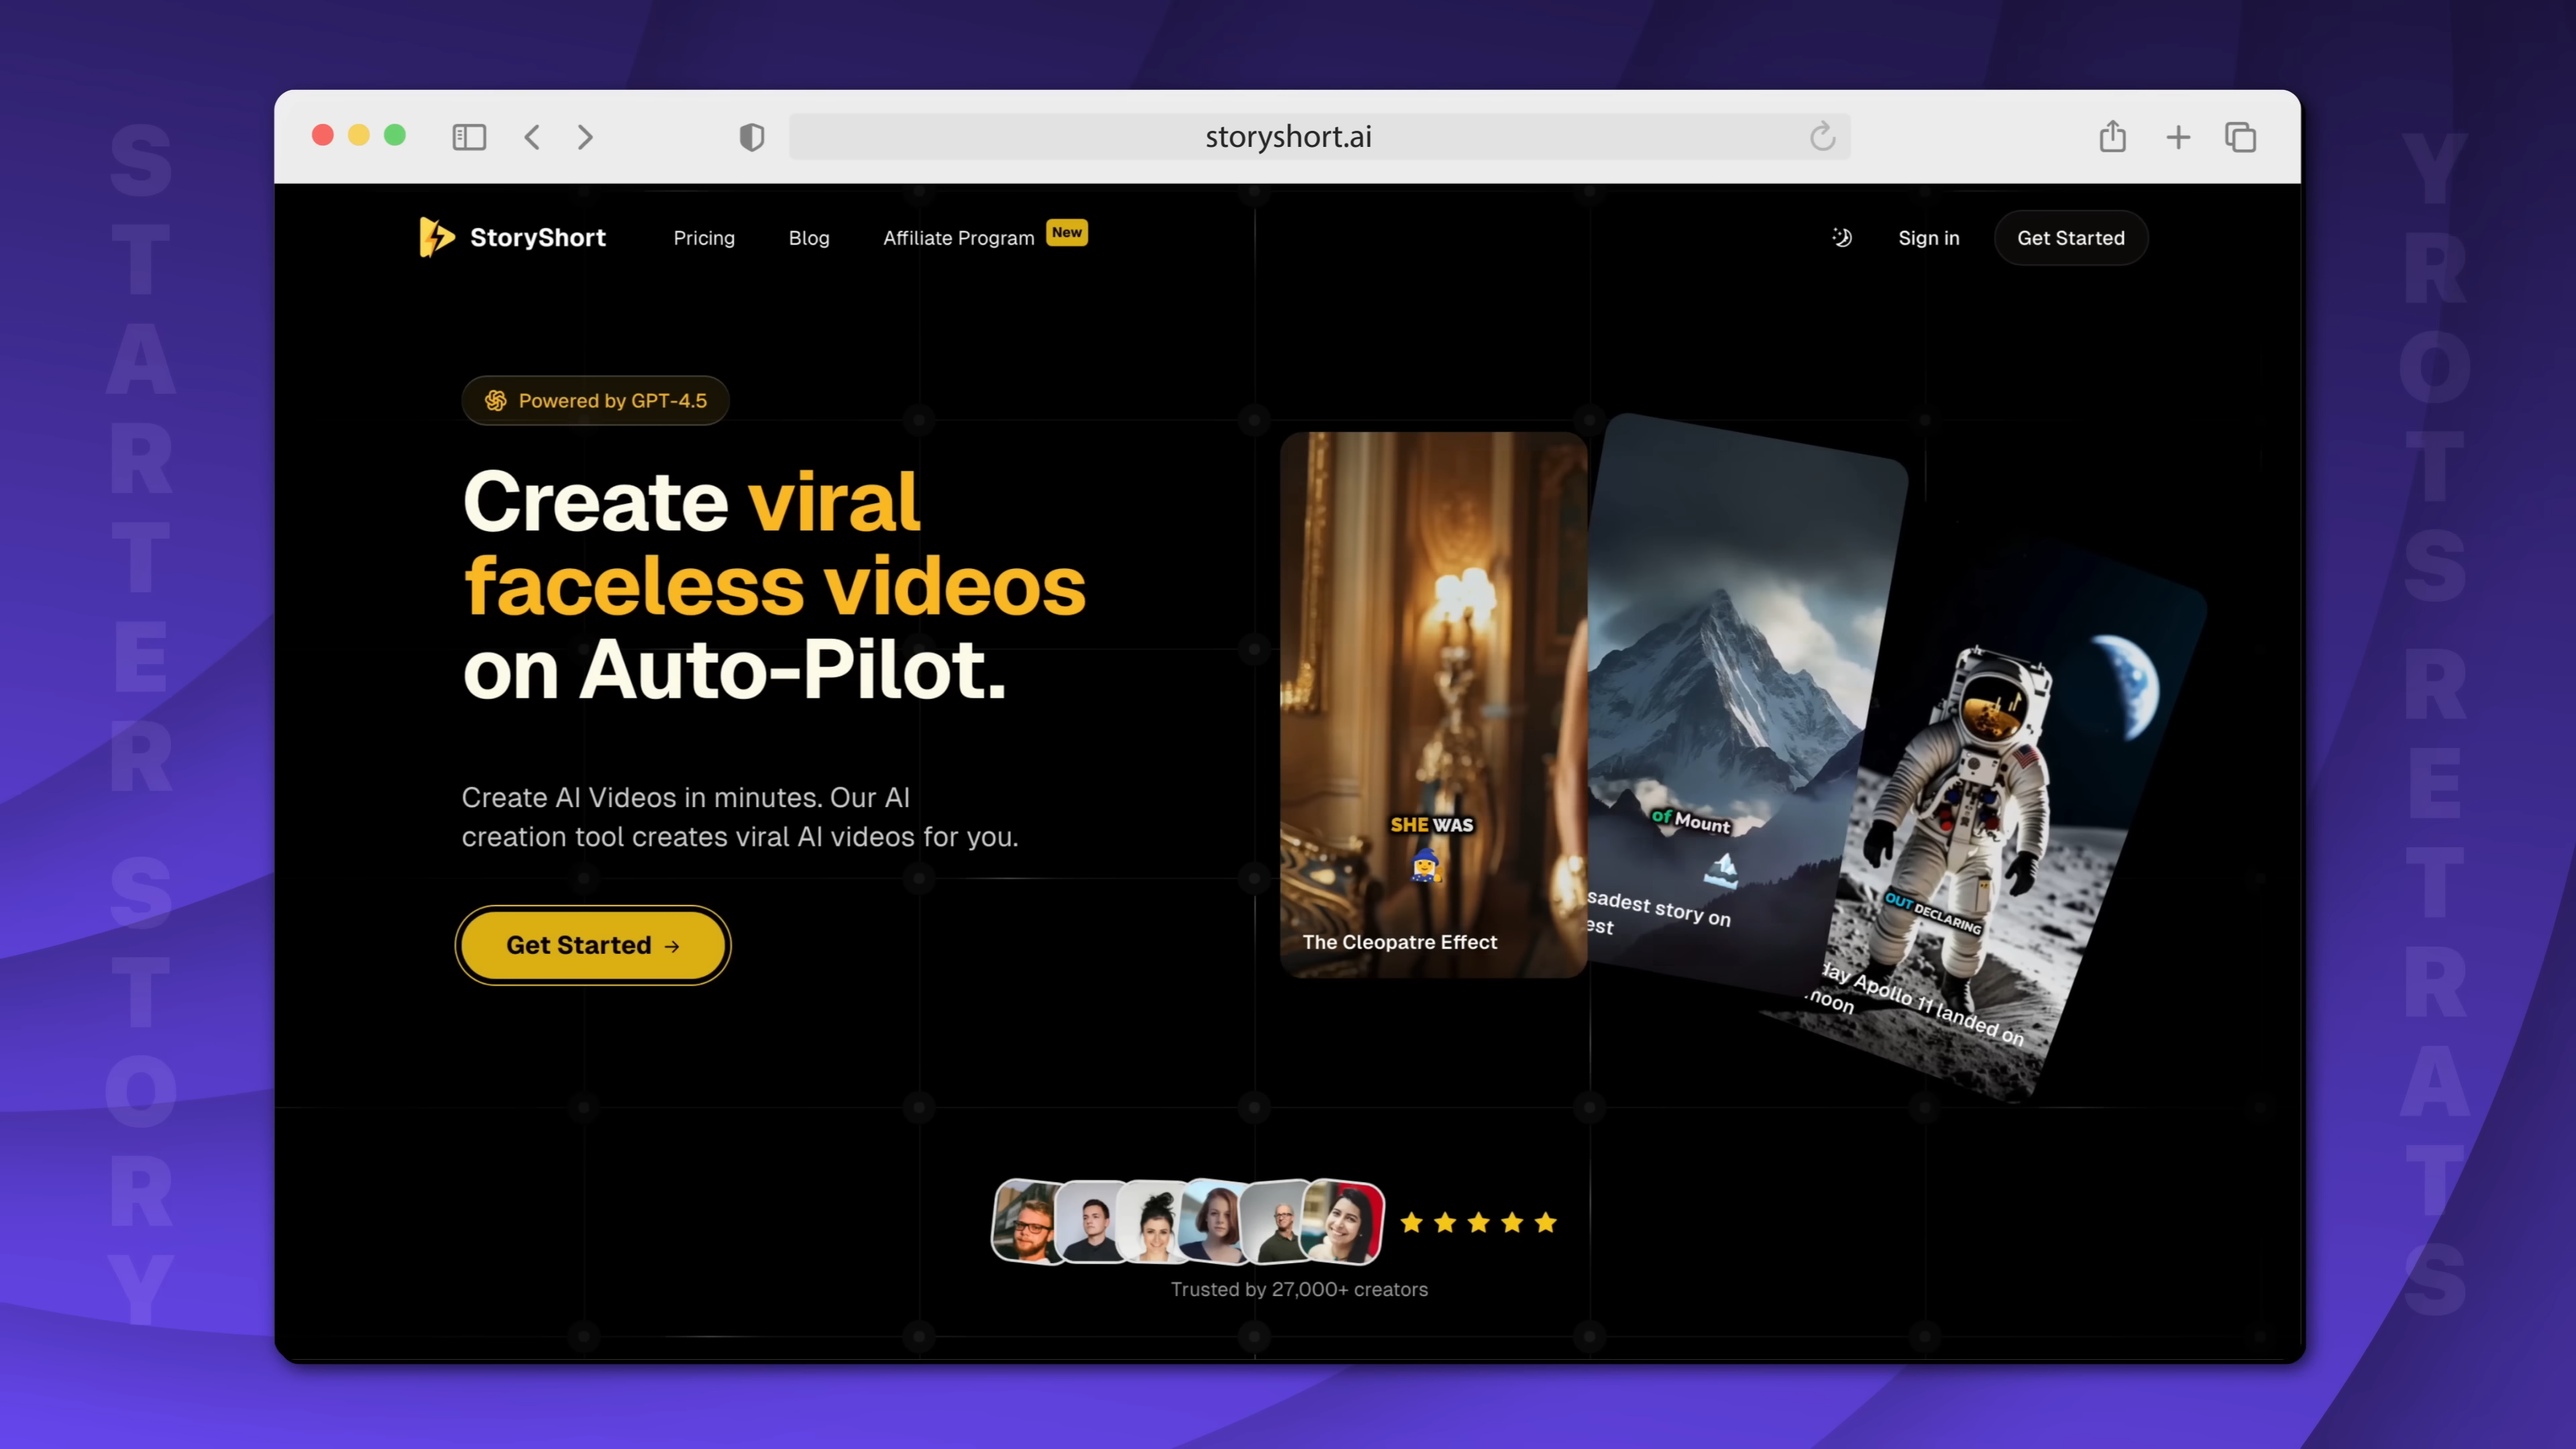 storyshort.ai
StoryShort
Pricing
Blog
Affiliate Program
New
Sign in
Get Started
Powered by GPT-4.5
Create viral
faceless videos
on Auto-Pilot.
Create AI Videos in minutes. Our AI
creation tool creates viral AI videos for you.
Get Started →
SHE WAS
The Cleopatre Effect
of Mount
sadest story on
est
OUT DECLARING
day Apollo 11 landed on
moon
Trusted by 27,000+ creators
STARTER STORY
STARTER STORY